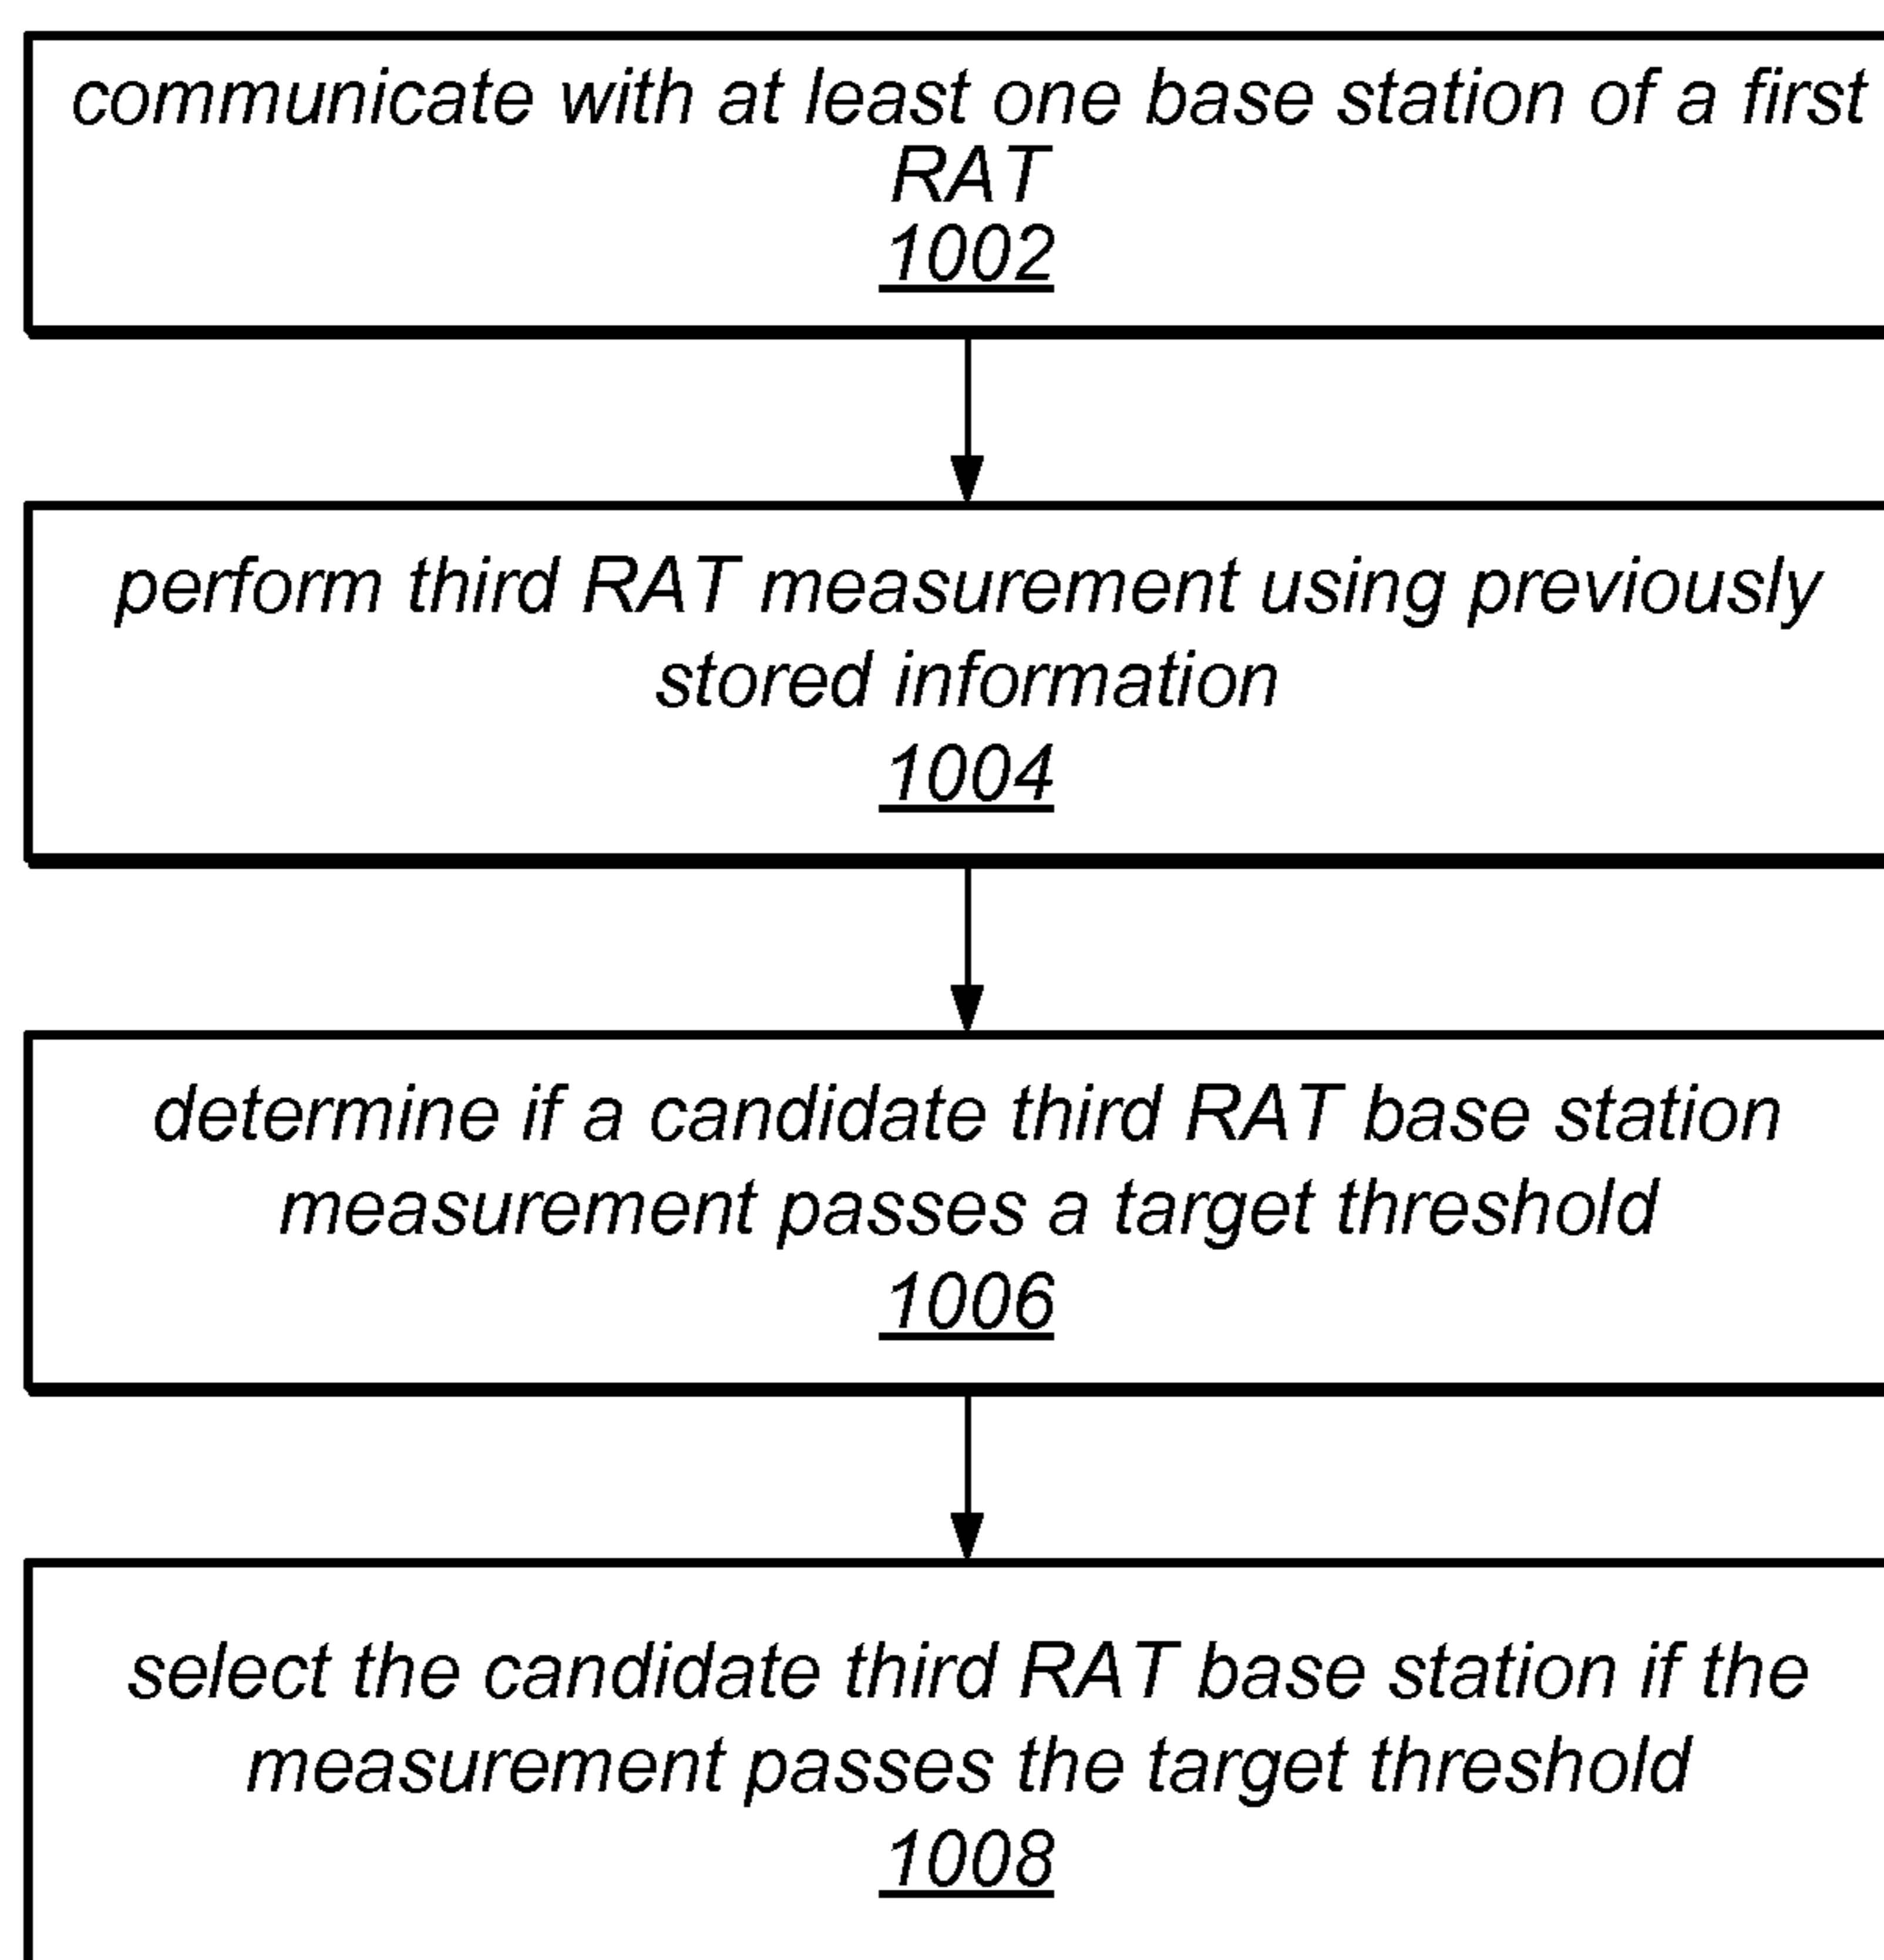 communicate with at least one base station of a first
RAT
1002
perform third RAT measurement using previously
stored information
1004
determine if a candidate third RAT base station
measurement passes a target threshold
1006
select the candidate third RAT base station if the
measurement passes the target threshold
1008